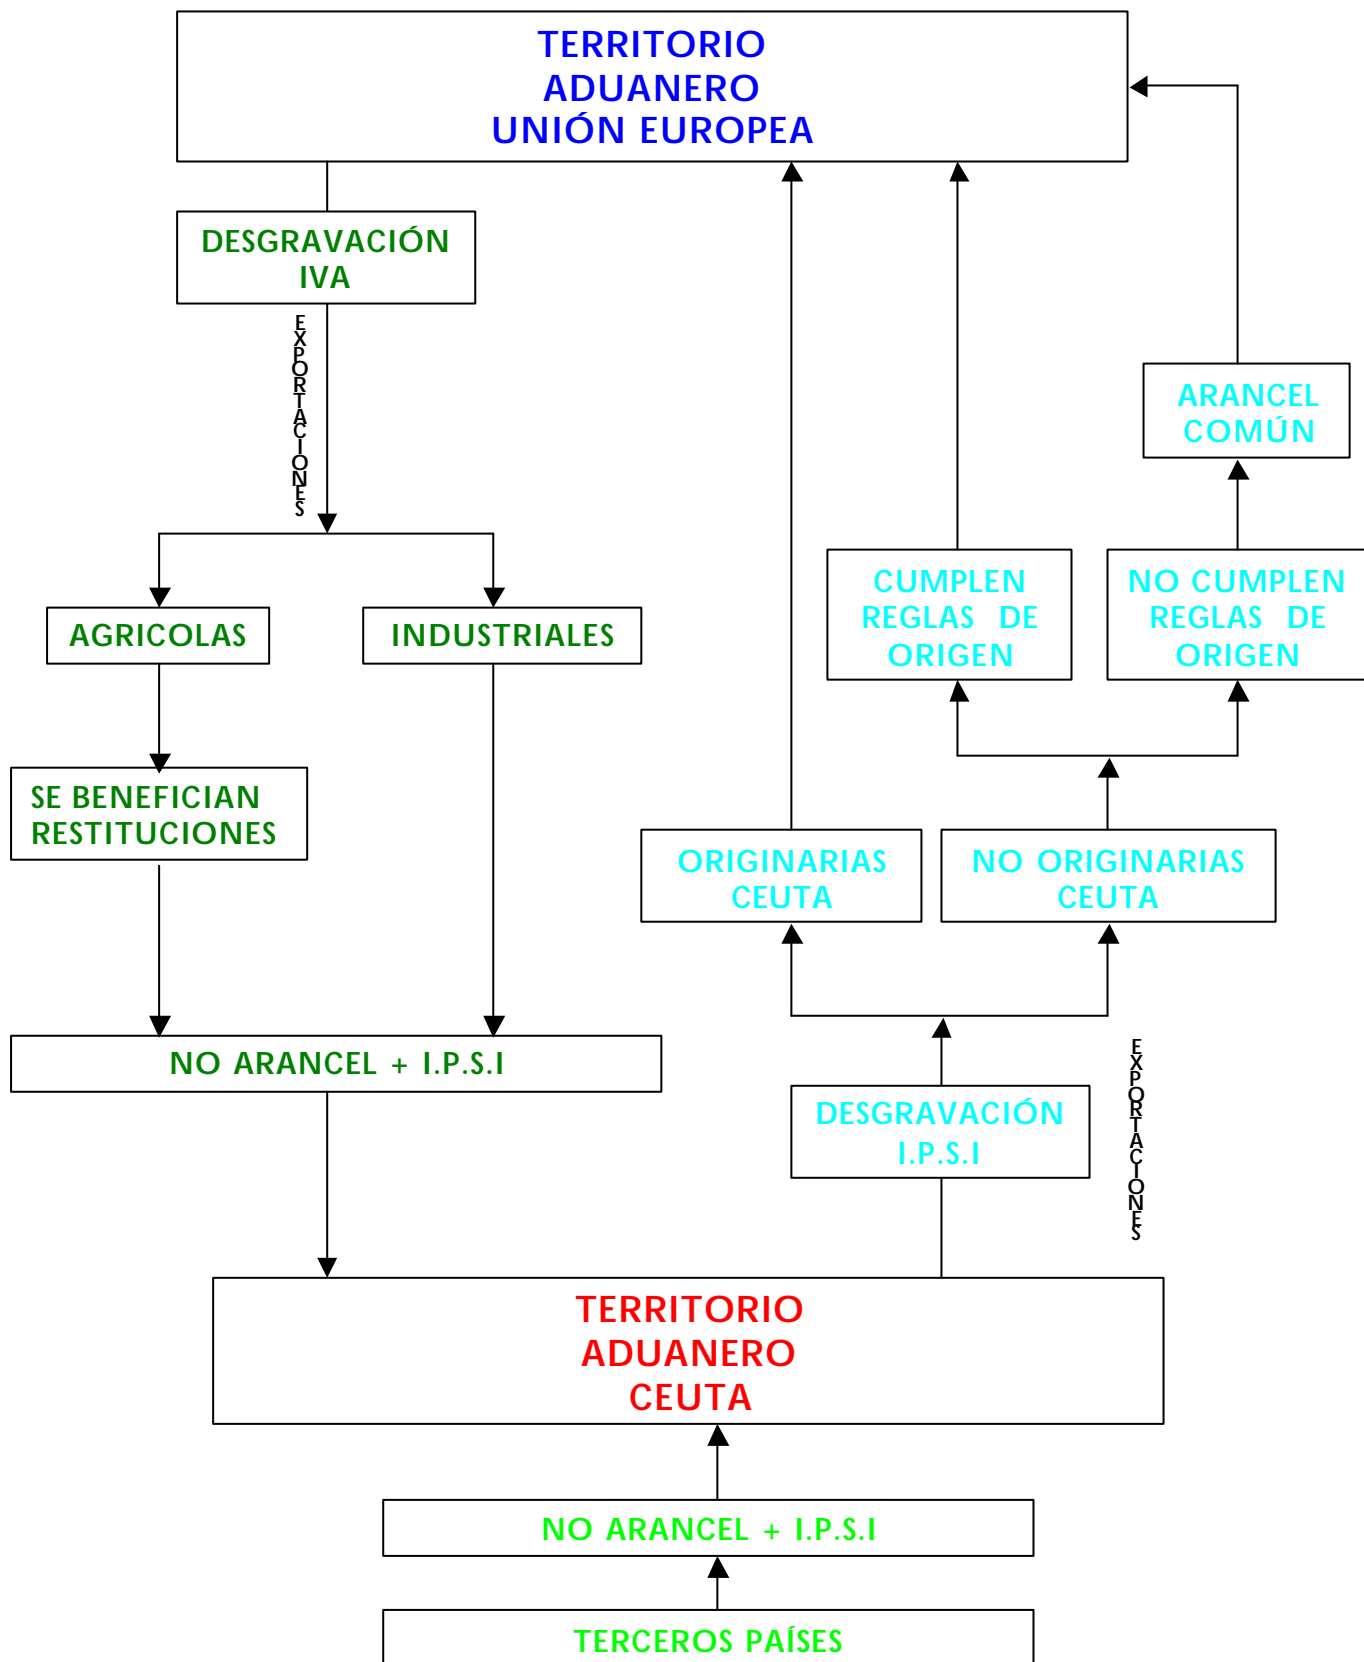 TERRITORIO
ADUANERO
UNIÓN EUROPEA
DESGRAVACIÓN
IVA
EXPORTACIONES
ARANCEL
COMÚN
CUMPLEN
REGLAS DE
ORIGEN
NO CUMPLEN
REGLAS DE
ORIGEN
AGRICOLAS
INDUSTRIALES
SE BENEFICIAN
RESTITUCIONES
ORIGINARIAS
CEUTA
NO ORIGINARIAS
CEUTA
NO ARANCEL + I.P.S.I
DESGRAVACIÓN
I.P.S.I
EXPORTACIONES
TERRITORIO
ADUANERO
CEUTA
NO ARANCEL + I.P.S.I
TERCEROS PAÍSES